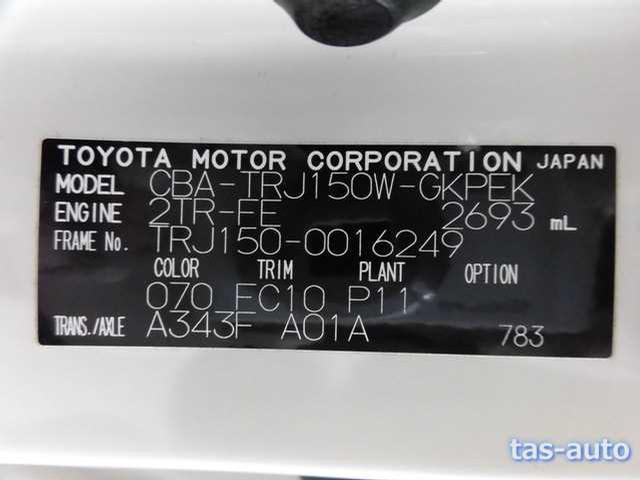 TOYOTA MOTOR CORPORATION JAPAN
MODEL CBA-TRJ150W-GKPEK
ENGINE 2TR-FE 2693 mL
FRAME No. TRJ150-0016249
COLOR TRIM PLANT OPTION
070 FC10 P11
TRANS./AXLE A343F A01A 783
tas-auto